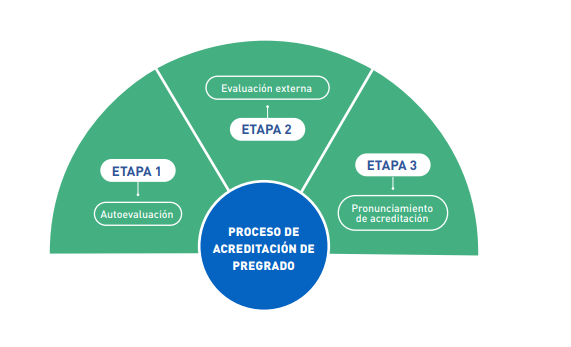 ETAPA 1
Autoevaluación
Evaluación externa
ETAPA 2
ETAPA 3
Pronunciamiento
de acreditación
PROCESO DE
ACREDITACIÓN DE
PREGRADO